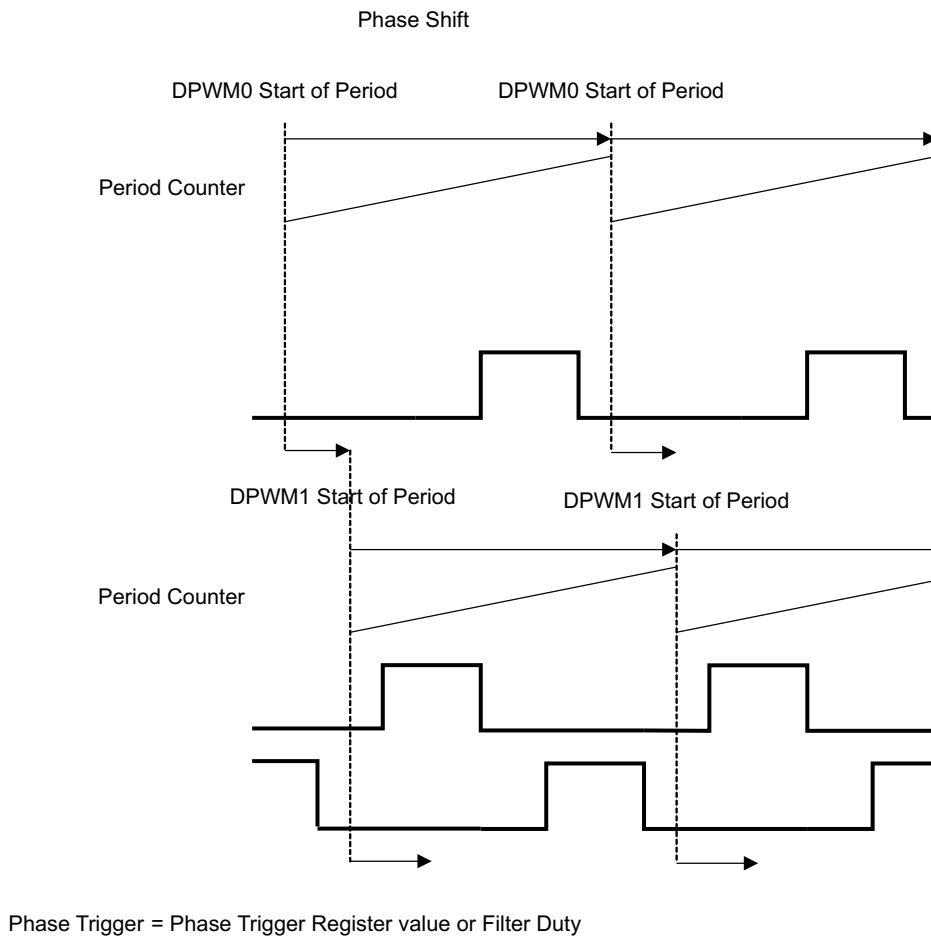 Phase Shift
DPWM0 Start of Period
DPWM0 Start of Period
Period Counter
DPWM1 Start of Period
DPWM1 Start of Period
Period Counter
Phase Trigger = Phase Trigger Register value or Filter Duty